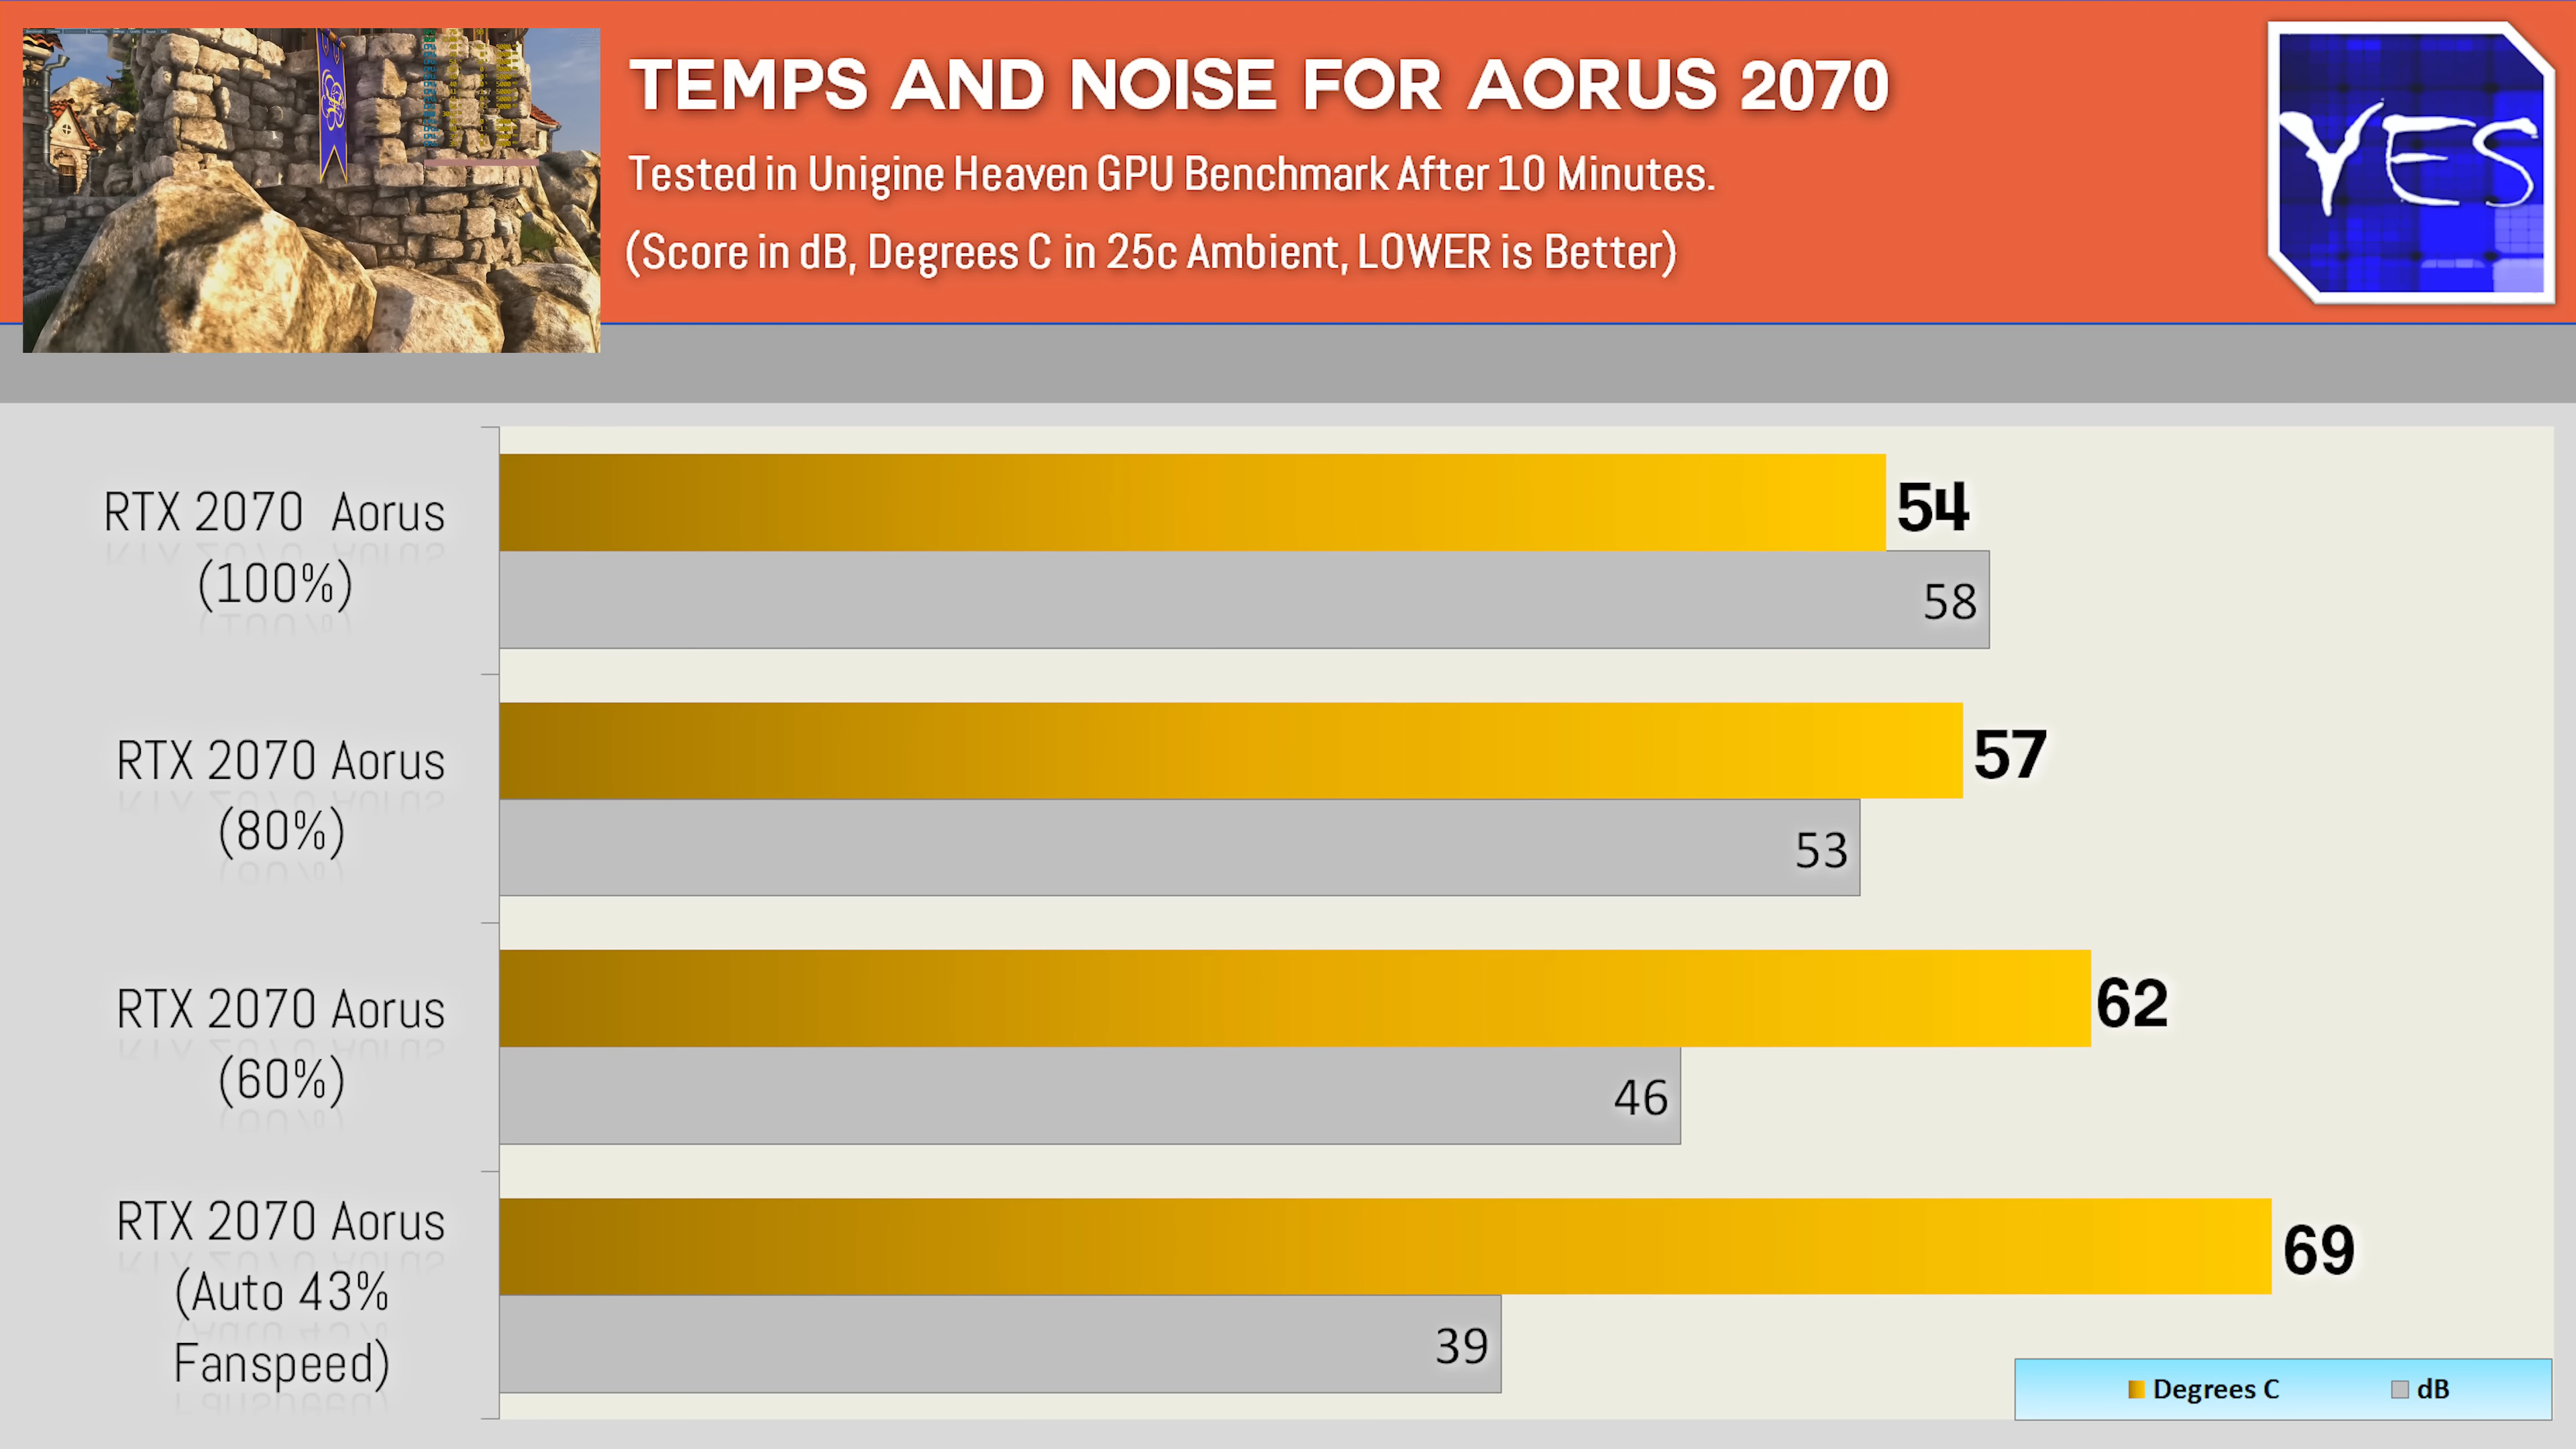 TEMPS AND NOISE FOR AORUS 2070
Tested in Unigine Heaven GPU Benchmark After 10 Minutes.
(Score in dB, Degrees C in 25c Ambient, LOWER is Better)
YES
RTX 2070 Aorus
(100%)
54
58
RTX 2070 Aorus
(80%)
57
53
RTX 2070 Aorus
(60%)
62
46
RTX 2070 Aorus
(Auto 43%
Fanspeed)
69
39
Degrees C
dB